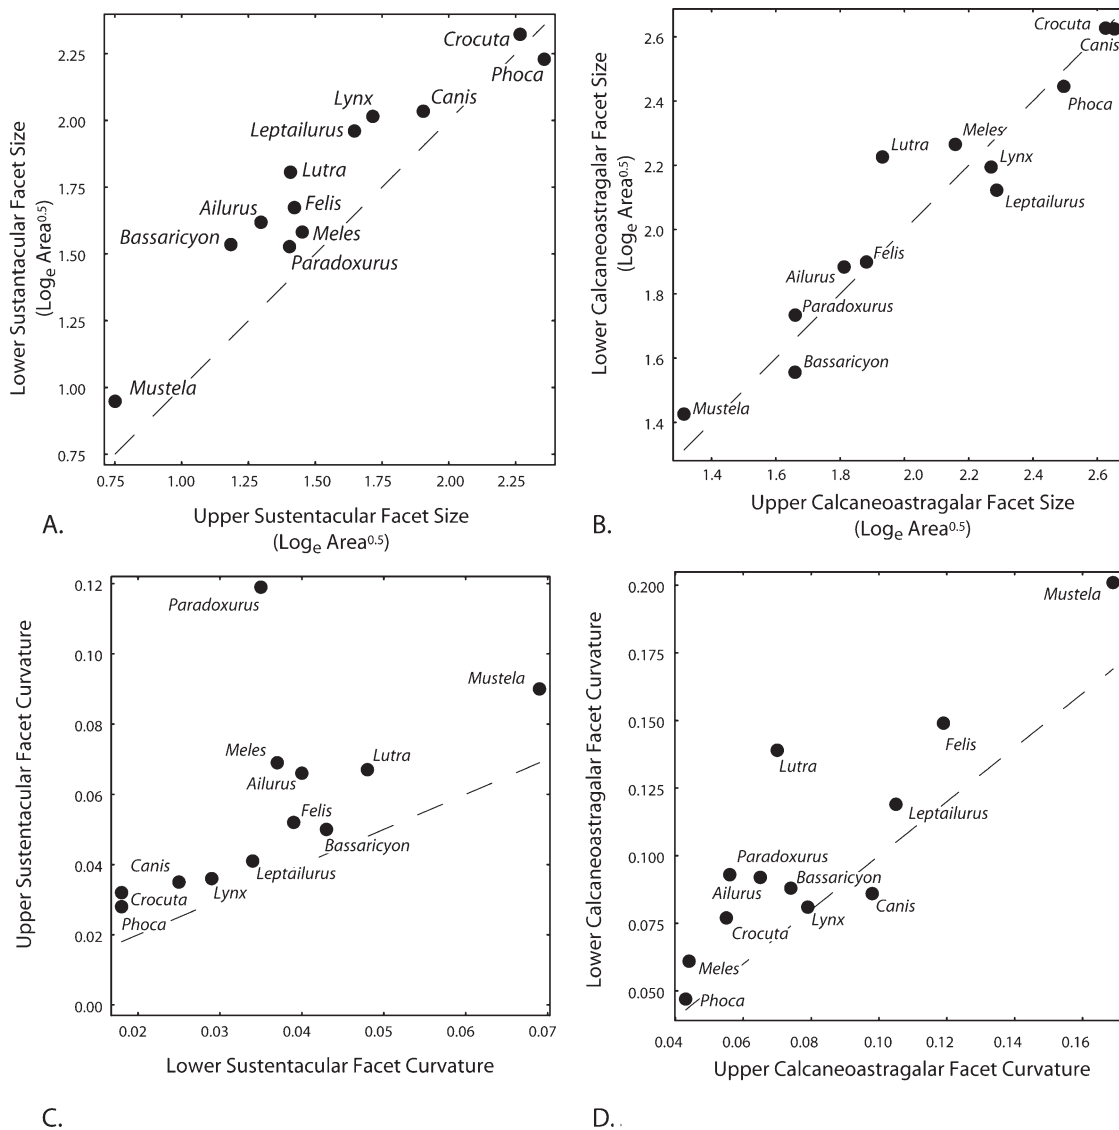 Lower Sustantacular Facet Size
(Logₑ Area⁰·⁵)
2.25
2.00
1.75
1.50
1.25
1.00
0.75
Crocuta
Phoca
Lynx
Canis
Leptailurus
Lutra
Ailurus
Felis
Bassaricyon
Meles
Paradoxurus
Mustela
0.75 1.00 1.25 1.50 1.75 2.00 2.25
A.
Upper Sustentacular Facet Size
(Logₑ Area⁰·⁵)
Lower Calcaneoastragalar Facet Size
(Logₑ Area⁰·⁵)
2.6
2.4
2.2
2.0
1.8
1.6
1.4
Crocuta
Canis
Phoca
Meles
Lutra
Lynx
Leptailurus
Felis
Ailurus
Paradoxurus
Bassaricyon
Mustela
1.4 1.6 1.8 2.0 2.2 2.4 2.6
B.
Upper Calcaneoastragalar Facet Size
(Logₑ Area⁰·⁵)
Upper Sustentacular Facet Curvature
0.12
0.10
0.08
0.06
0.04
0.02
0.00
Paradoxurus
Mustela
Meles
Lutra
Ailurus
Felis
Bassaricyon
Canis
Leptailurus
Crocuta
Lynx
Phoca
0.02 0.03 0.04 0.05 0.06 0.07
Lower Sustentacular Facet Curvature
C.
Lower Calcaneoastragalar Facet Curvature
0.200
0.175
0.150
0.125
0.100
0.075
0.050
Mustela
Felis
Lutra
Leptailurus
Paradoxurus
Bassaricyon
Ailurus
Canis
Lynx
Crocuta
Meles
Phoca
0.04 0.06 0.08 0.10 0.12 0.14 0.16
Upper Calcaneoastragalar Facet Curvature
D. .